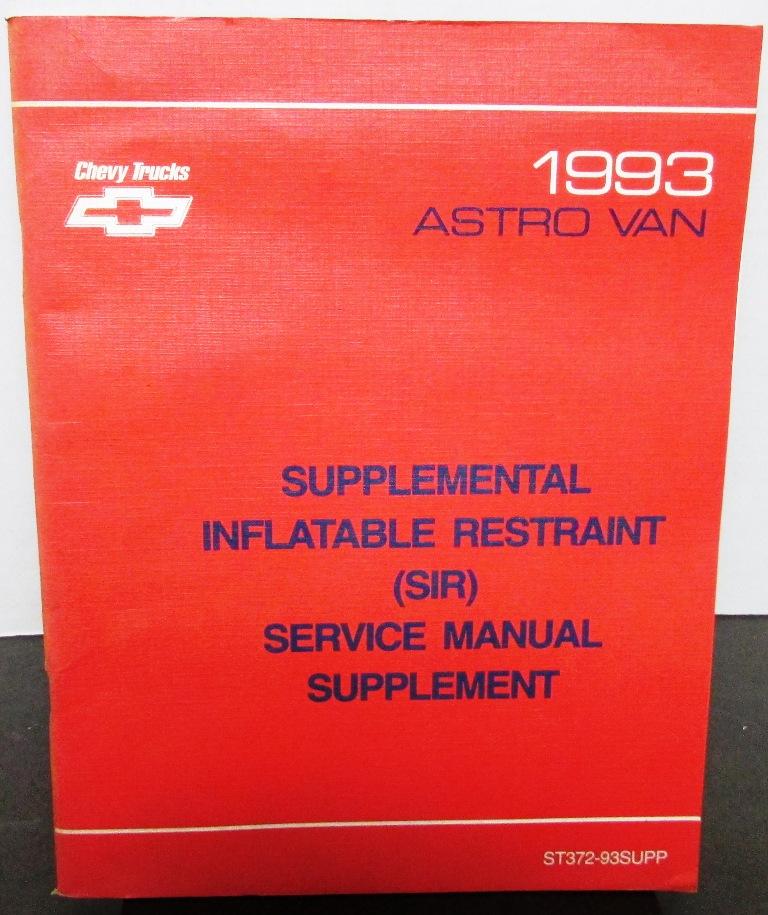 Chevy Trucks
1993
ASTRO VAN
SUPPLEMENTAL
INFLATABLE RESTRAINT
(SIR)
SERVICE MANUAL
SUPPLEMENT
ST372-93SUPP